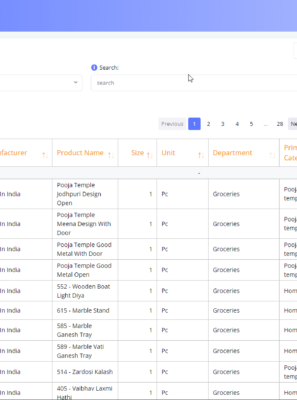 Search:
search
Previous 1 2 3 4 5 ... 28 Ne
facturer Product Name Size Unit Department Prim
Cate
-
In India Pooja Temple Jodhpuri Design Open 1 Pc Groceries Pooj temp
In India Pooja Temple Meena Design With Door 1 Pc Groceries Pooj temp
In India Pooja Temple Good Metal With Door 1 Pc Groceries Pooj temp
In India Pooja Temple Good Metal Open 1 Pc Groceries Pooj temp
In India 552 - Wooden Boat Light Diya 1 Pc Groceries Hom
In India 615 - Marble Stand 1 Pc Groceries Hom
In India 585 - Marble Ganesh Tray 1 Pc Groceries Hom
In India 589 - Marble Vati Ganesh Tray 1 Pc Groceries Hom
In India 514 - Zardosi Kalash 1 Pc Groceries Pooj temp
In India 405 - Vaibhav Laxmi Hathi 1 Pc Groceries Hom